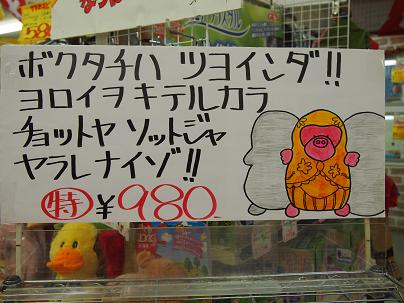 ボクタチハ ツヨインダ!!
ヨロイヲキテルカラ
チョットヤ ソットジャ
ヤラレナイゾ!!
特 ¥980